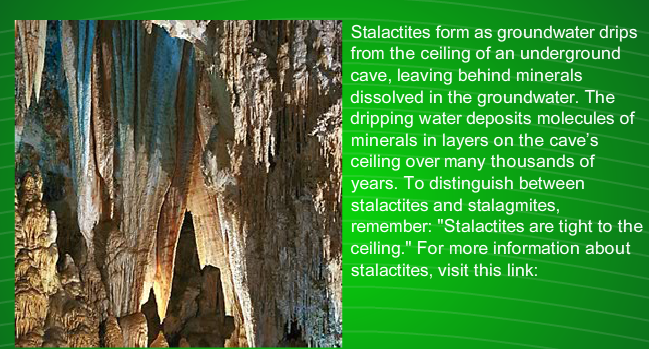 Stalactites form as groundwater drips
from the ceiling of an underground
cave, leaving behind minerals
dissolved in the groundwater. The
dripping water deposits molecules of
minerals in layers on the cave's
ceiling over many thousands of
years. To distinguish between
stalactites and stalagmites,
remember: "Stalactites are tight to the
ceiling." For more information about
stalactites, visit this link: